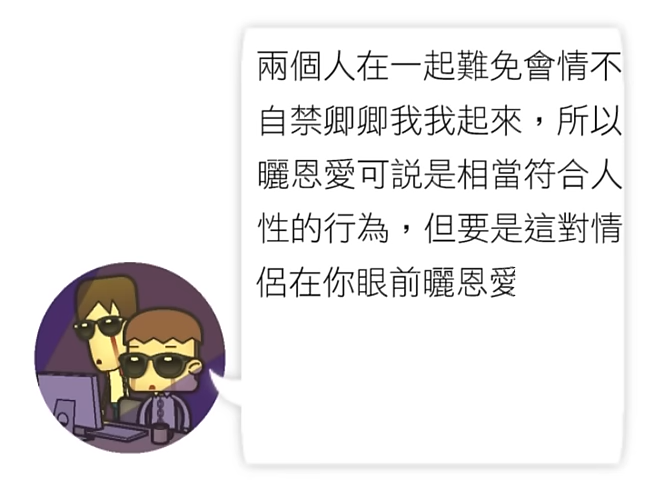 兩個人在一起難免會情不
自禁卿卿我我起來，所以
曬恩愛可説是相當符合人
性的行為，但要是這對情
侶在你眼前曬恩愛